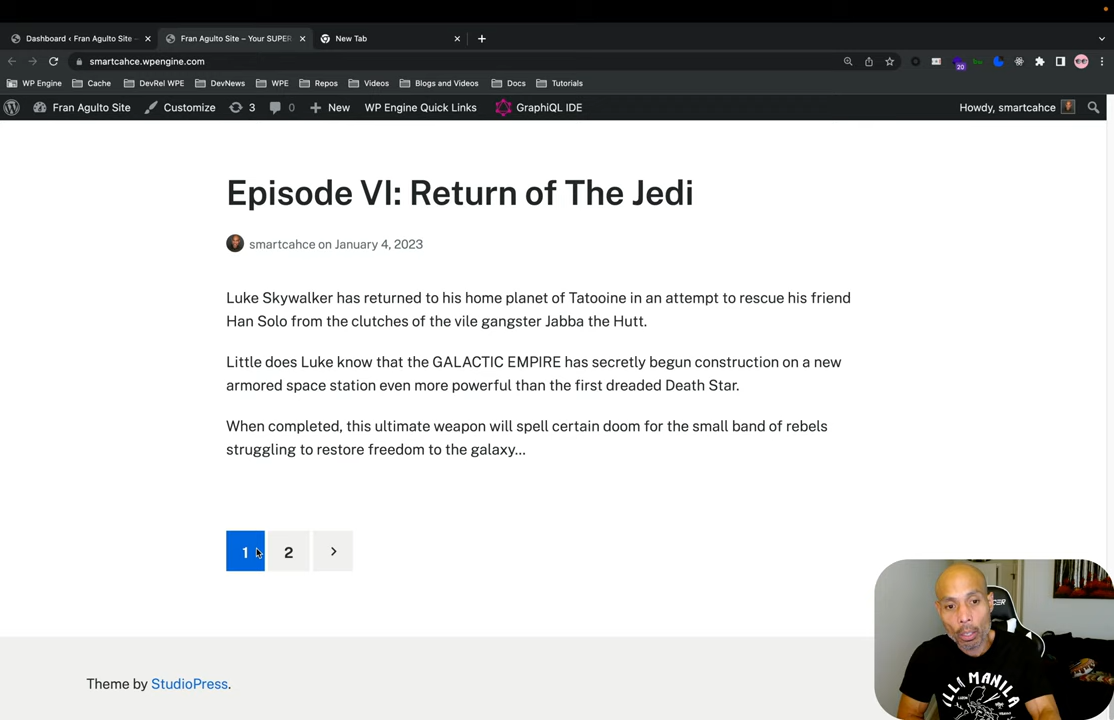 Dashboard ‹ Fran Agulto Site –
Fran Agulto Site – Your SUPER
New Tab
smartcahce.wpengine.com
20
WP Engine
Cache
DevRel WPE
DevNews
WPE
Repos
Videos
Blogs and Videos
Docs
Tutorials
Fran Agulto Site
Customize
3
0
New
WP Engine Quick Links
GraphiQL IDE
Howdy, smartcahce
Episode VI: Return of The Jedi
smartcahce on January 4, 2023
Luke Skywalker has returned to his home planet of Tatooine in an attempt to rescue his friend
Han Solo from the clutches of the vile gangster Jabba the Hutt.
Little does Luke know that the GALACTIC EMPIRE has secretly begun construction on a new
armored space station even more powerful than the first dreaded Death Star.
When completed, this ultimate weapon will spell certain doom for the small band of rebels
struggling to restore freedom to the galaxy…
1 2
Theme by StudioPress.
MANILA